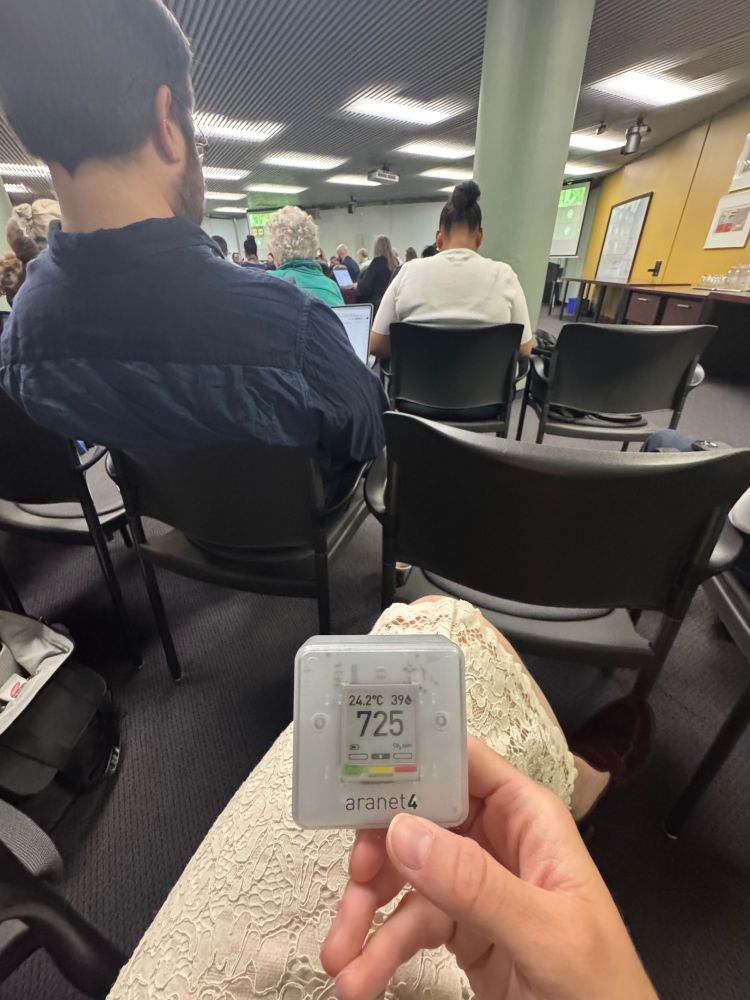 24.2°C 39
725
CO₂ ppm
aranet4